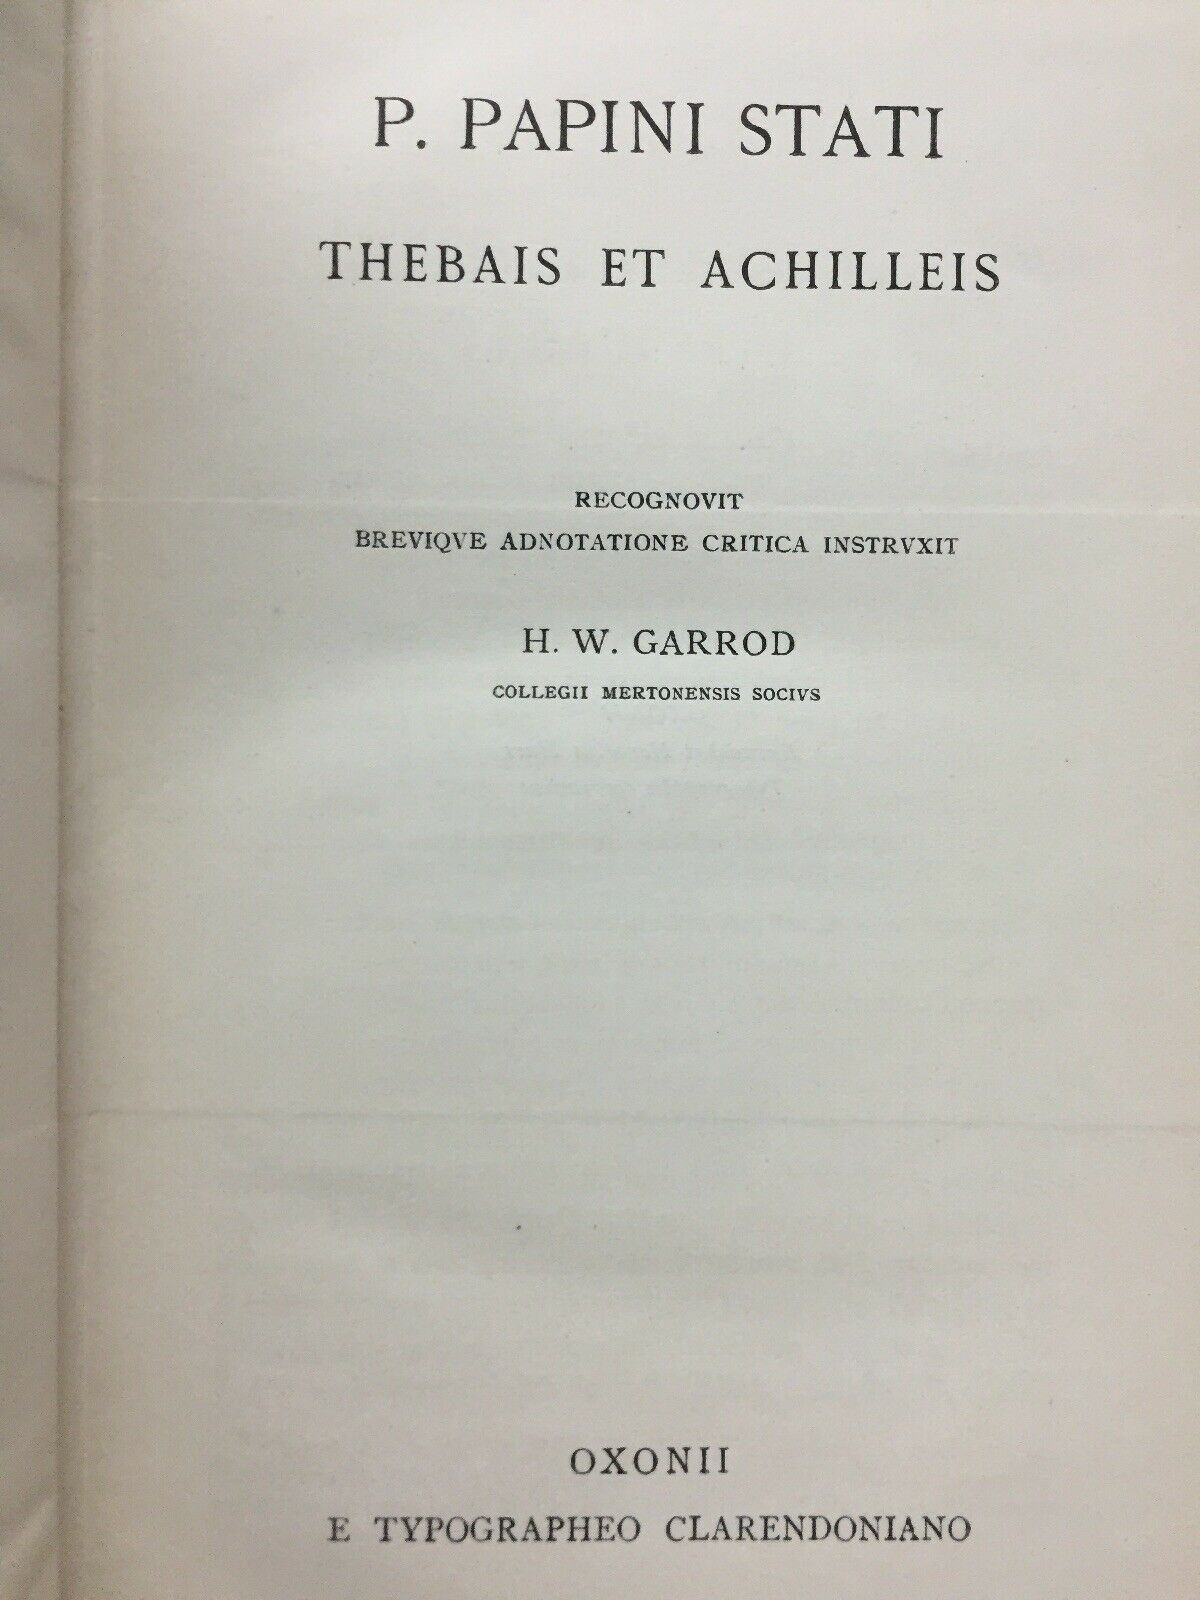 P. PAPINI STATI
THEBAIS ET ACHILLEIS
RECOGNOVIT
BREVIQVE ADNOTATIONE CRITICA INSTRVXIT
H. W. GARROD
COLLEGII MERTONENSIS SOCIVS
OXONII
E TYPOGRAPHEO CLARENDONIANO